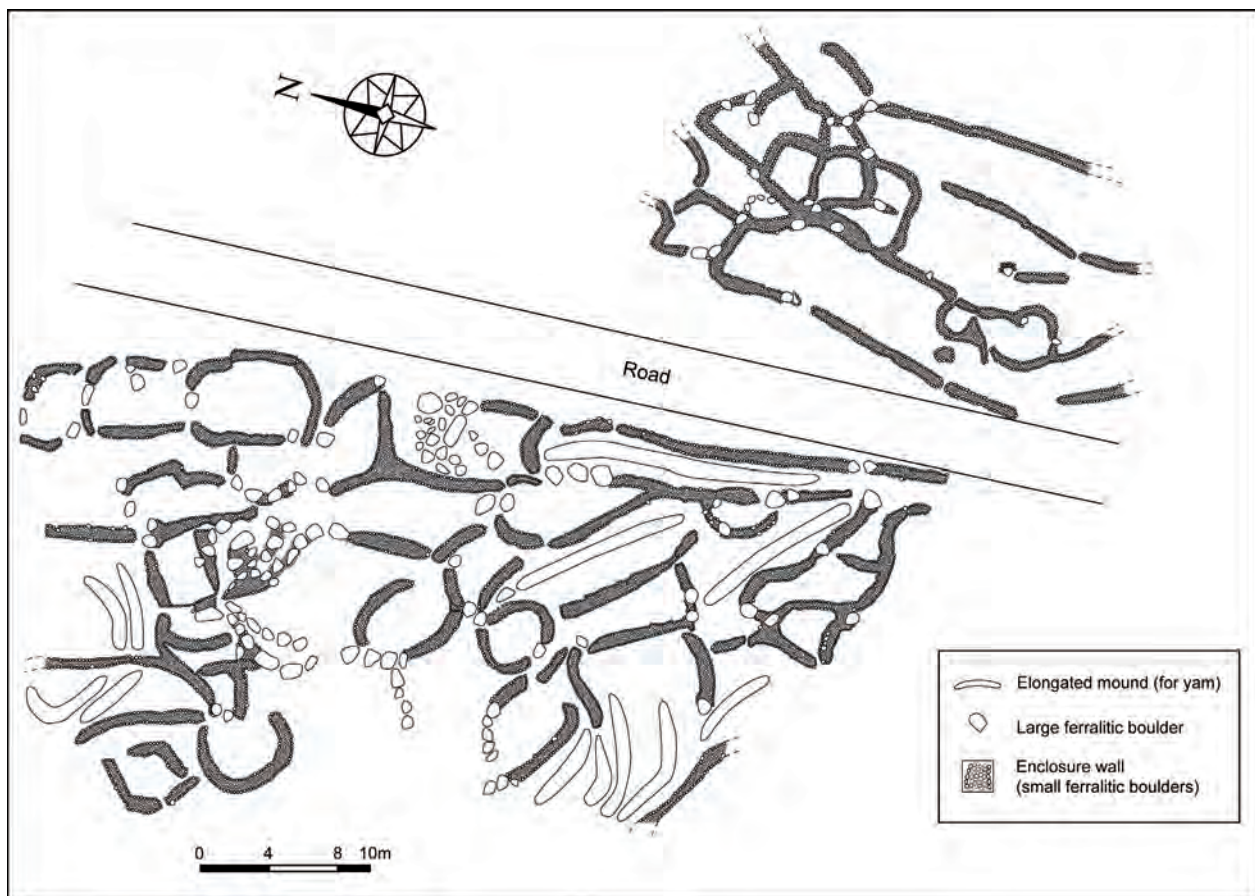 N
Road
Elongated mound (for yam)
Large ferralitic boulder
Enclosure wall
(small ferralitic boulders)
0 4 8 10m